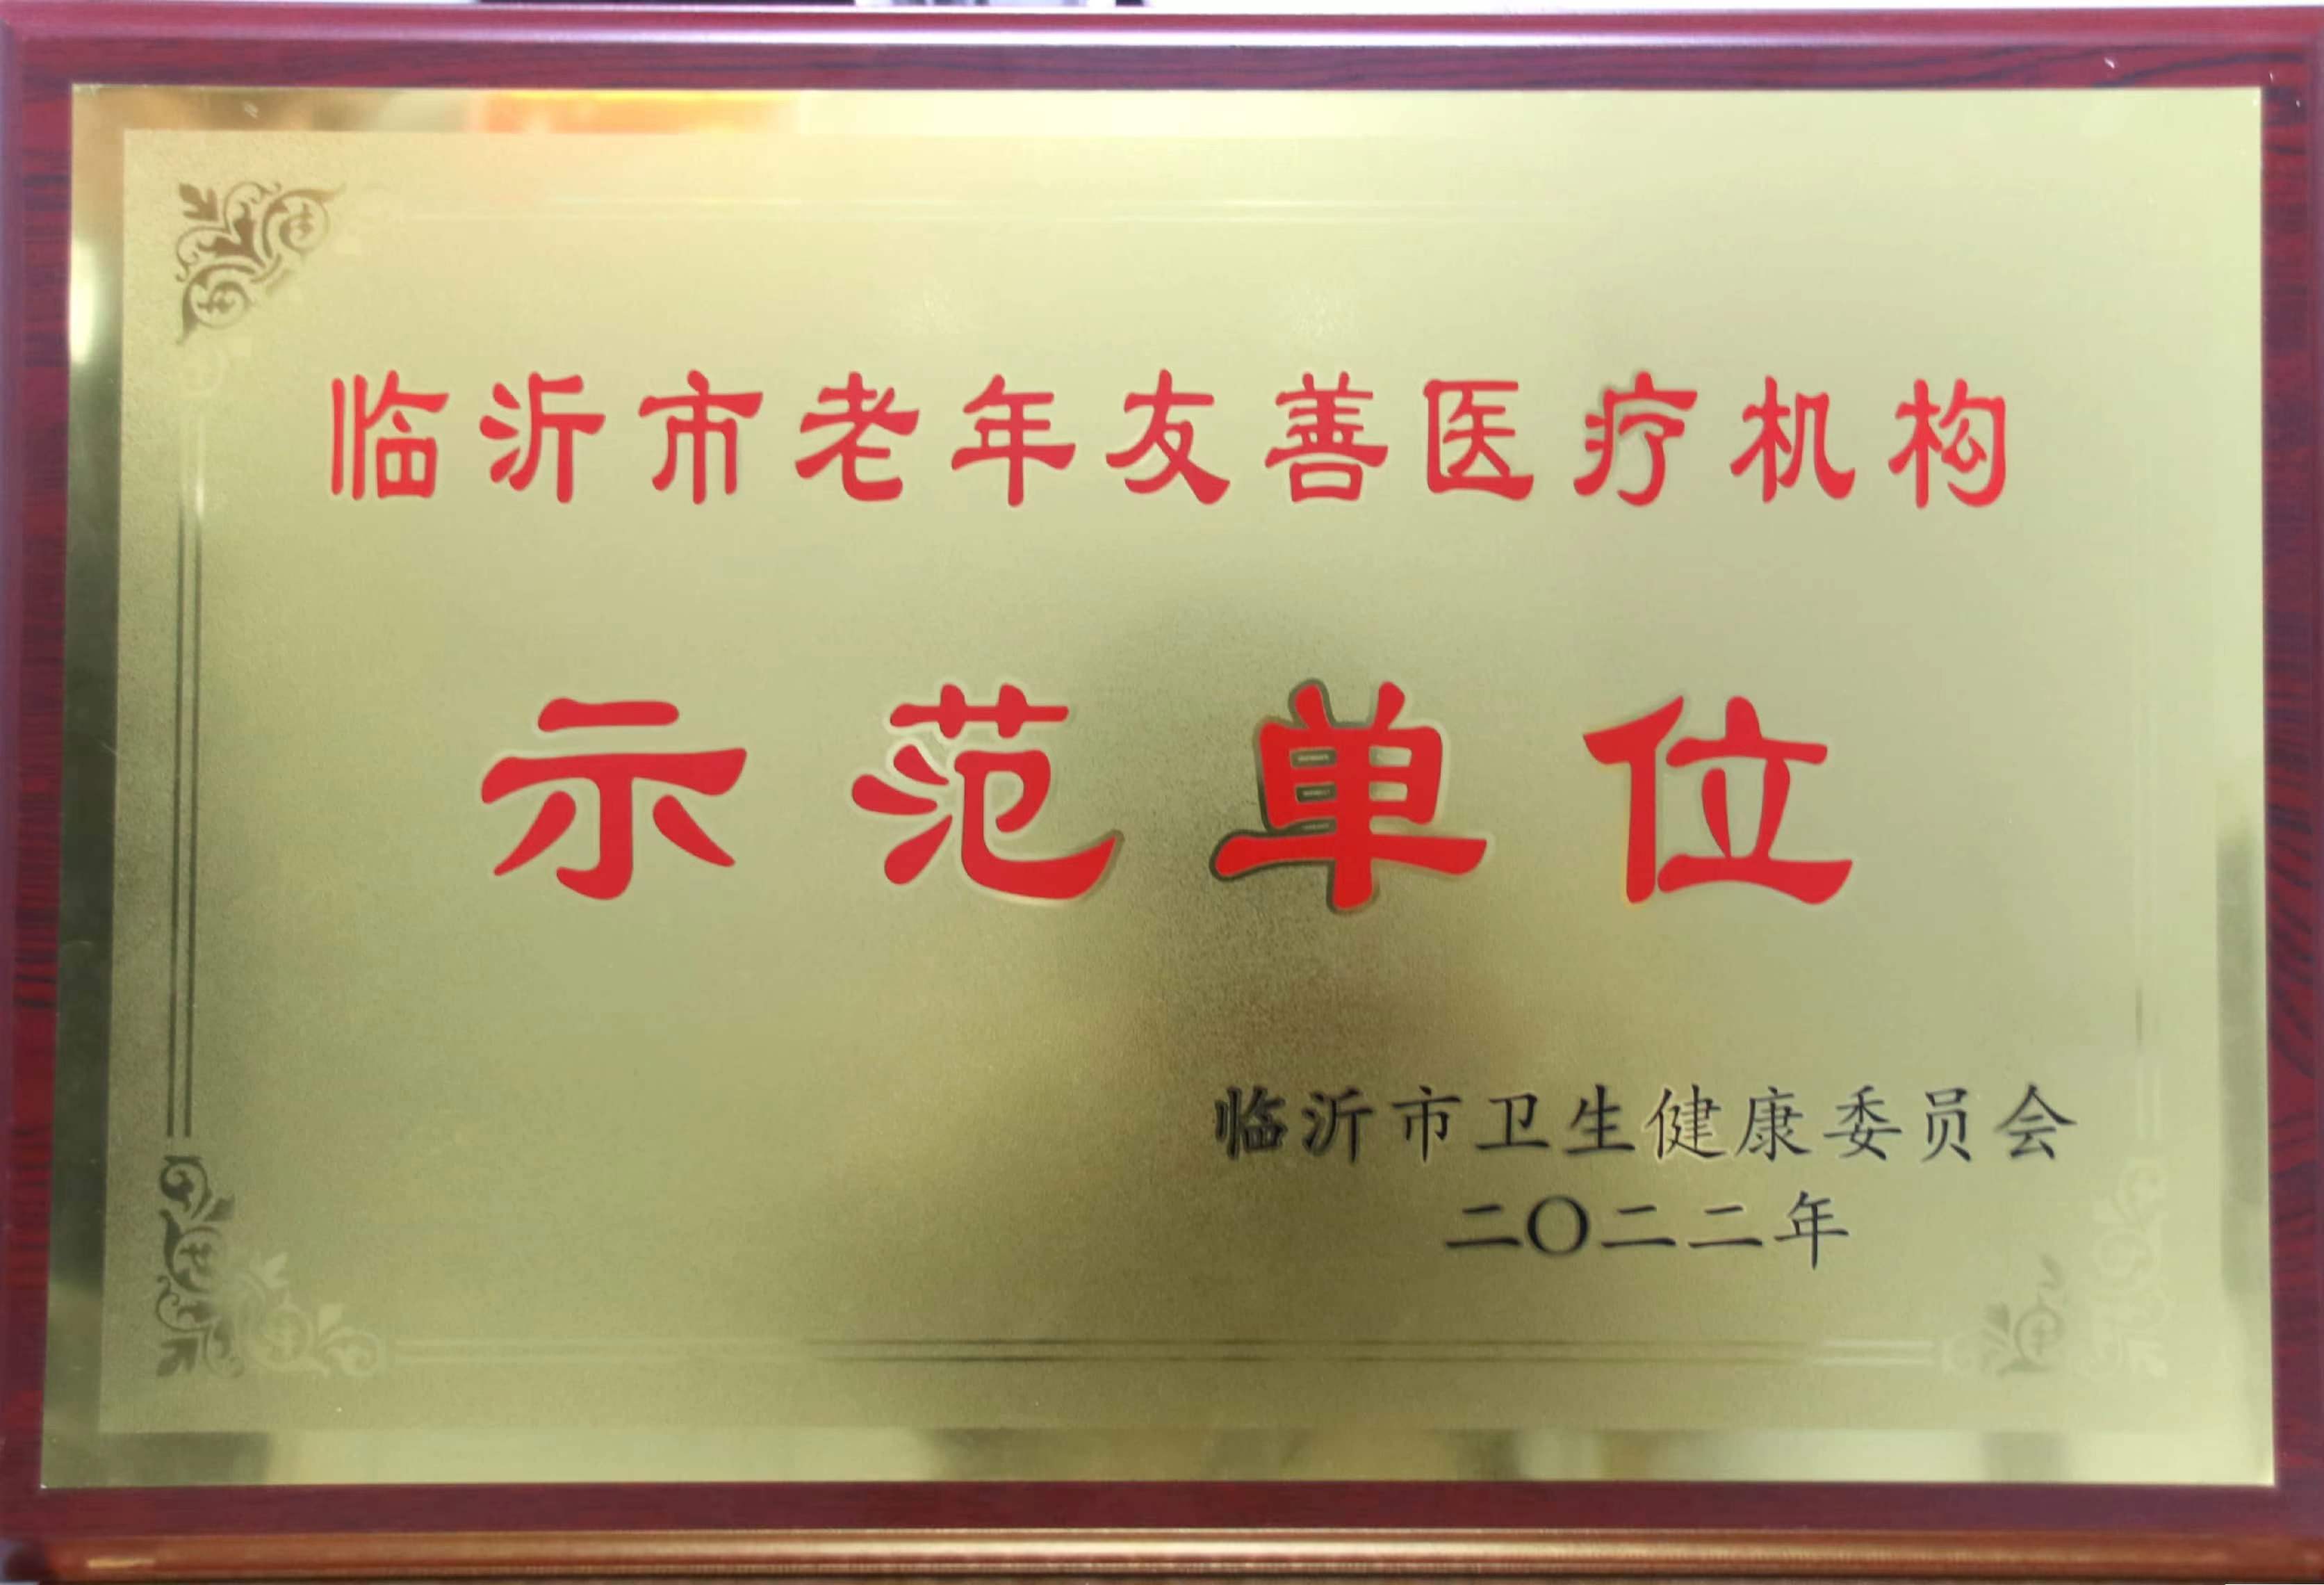 临沂市老年友善医疗机构
示范单位
临沂市卫生健康委员会
二〇二二年